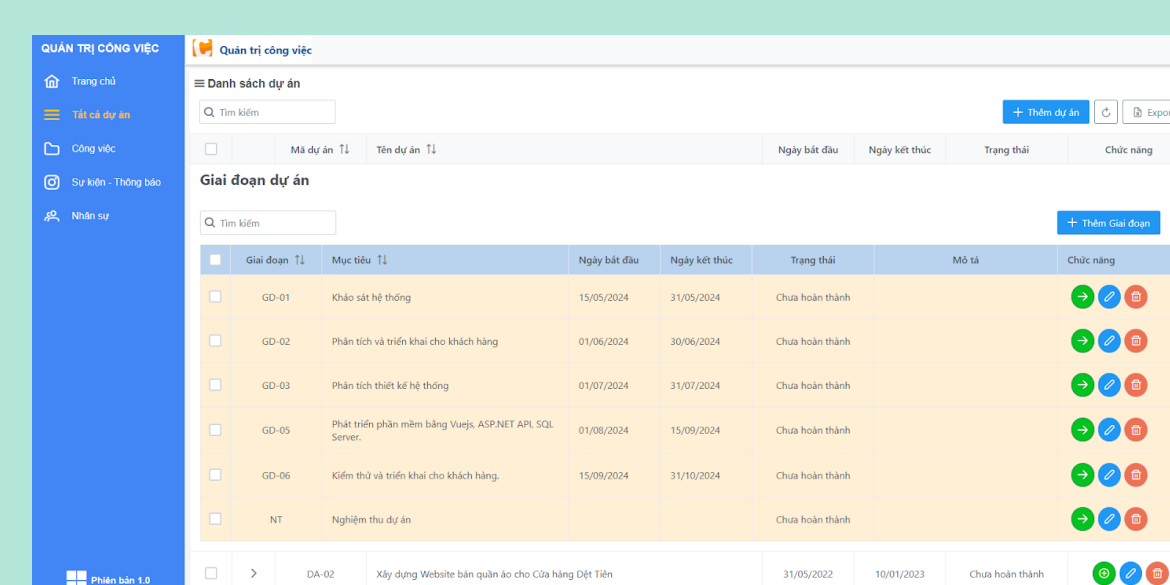 QUẢN TRỊ CÔNG VIỆC
Trang chủ
Tất cả dự án
Công việc
Sự kiện - Thông báo
Nhân sự
Phiên bản 1.0
Quản trị công việc
Danh sách dự án
Tìm kiếm
+ Thêm dự án
Expor
Mã dự án Tên dự án Ngày bắt đầu Ngày kết thúc Trạng thái Chức năng
Giai đoạn dự án
Tìm kiếm
+ Thêm Giai đoạn
Giai đoạn Mục tiêu Ngày bắt đầu Ngày kết thúc Trạng thái Mô tả Chức năng
GD-01 Khảo sát hệ thống 15/05/2024 31/05/2024 Chưa hoàn thành
GD-02 Phân tích và triển khai cho khách hàng 01/06/2024 30/06/2024 Chưa hoàn thành
GD-03 Phân tích thiết kế hệ thống 01/07/2024 31/07/2024 Chưa hoàn thành
GD-05 Phát triển phần mềm bằng Vuejs, ASP.NET API, SQL 01/08/2024 15/09/2024 Chưa hoàn thành
Server.
GD-06 Kiểm thử và triển khai cho khách hàng. 15/09/2024 31/10/2024 Chưa hoàn thành
NT Nghiệm thu dự án Chưa hoàn thành
DA-02 Xây dựng Website bán quần áo cho Cửa hàng Dệt Tiên 31/05/2022 10/01/2023 Chưa hoàn thành